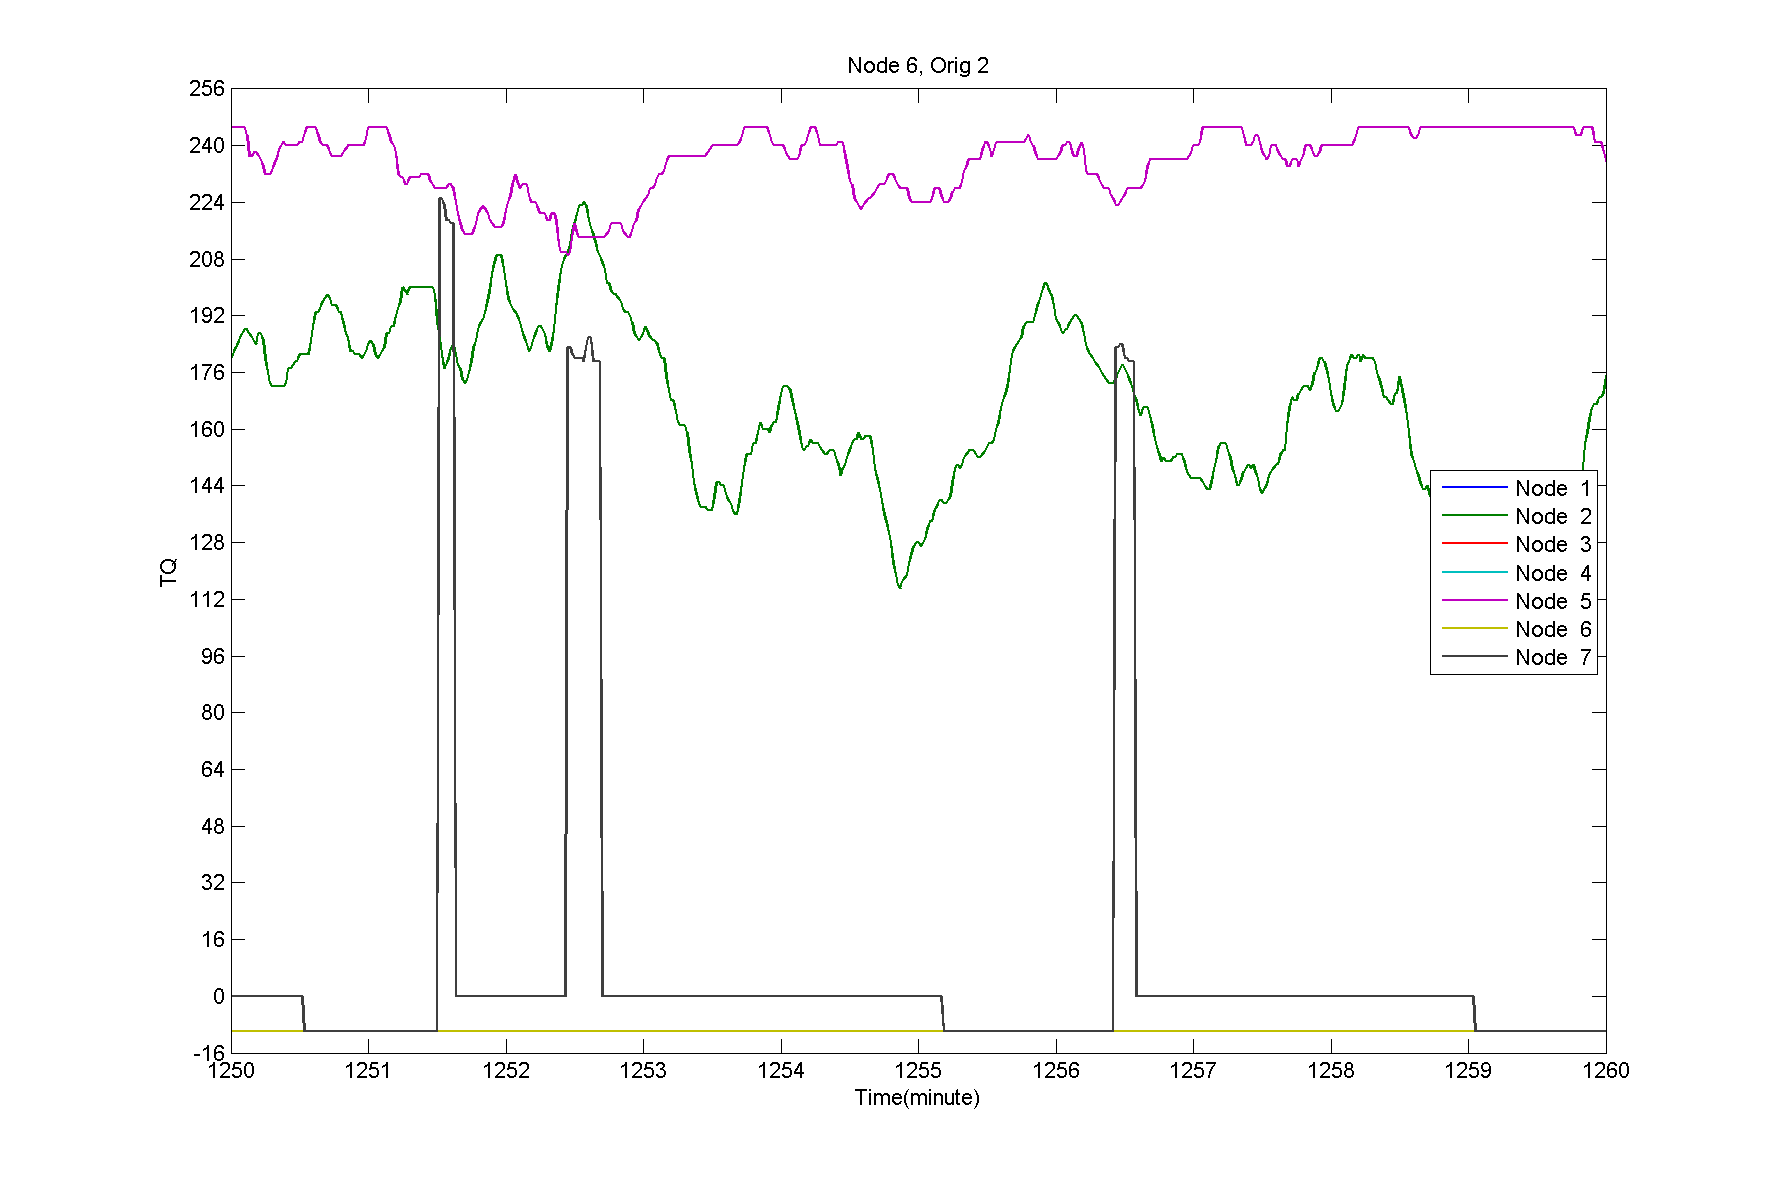 Node 6, Orig 2
256
240
224
208
192
176
160
144
128
112
96
80
64
48
32
16
0
-16
TQ
Node 1
Node 2
Node 3
Node 4
Node 5
Node 6
Node 7
1250 1251 1252 1253 1254 1255 1256 1257 1258 1259 1260
Time(minute)